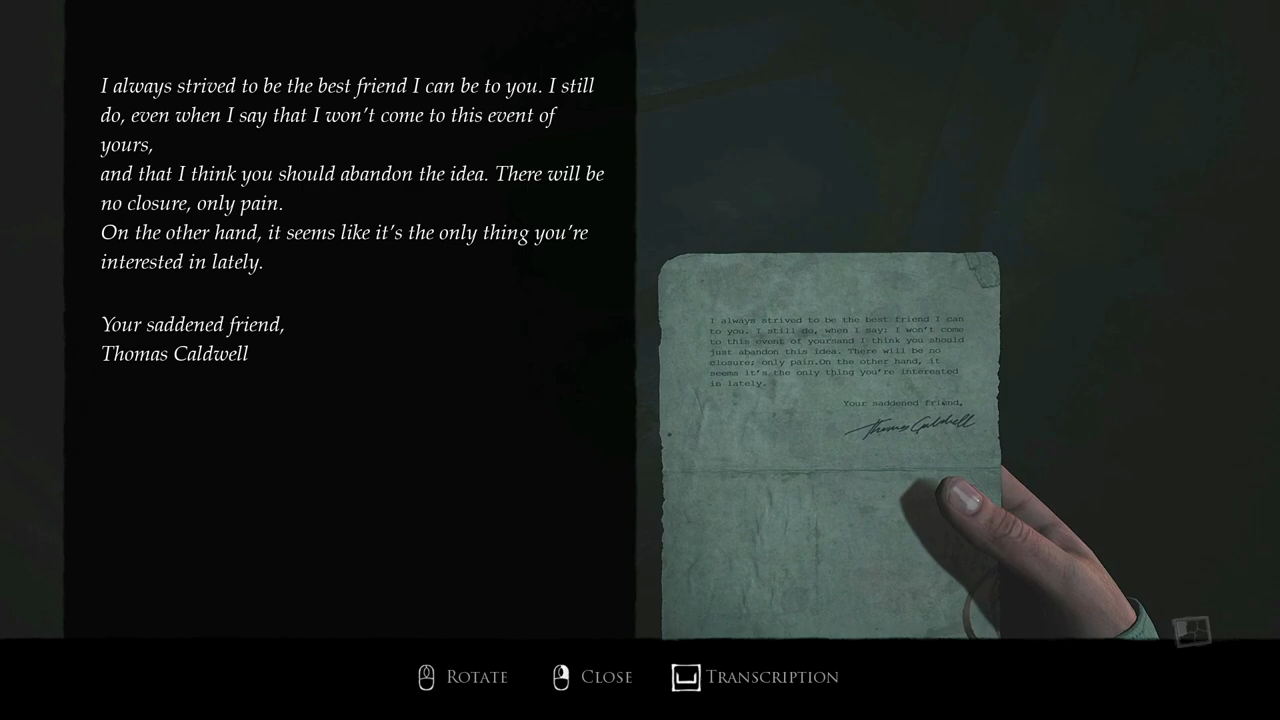 I always strived to be the best friend I can be to you. I still
do, even when I say that I won't come to this event of
yours,
and that I think you should abandon the idea. There will be
no closure, only pain.
On the other hand, it seems like it's the only thing you're
interested in lately.
Your saddened friend,
Thomas Caldwell
I always strived to be the best friend I can
to you. I still do, when I say; I won't come
to this event of yoursand I think you should
just abandon this idea. There will be no
closure; only pain.On the other hand, it
seems it's the only thing you're interested
in lately.
Your saddened friend,
Thomas Caldwell
ROTATE
CLOSE
TRANSCRIPTION